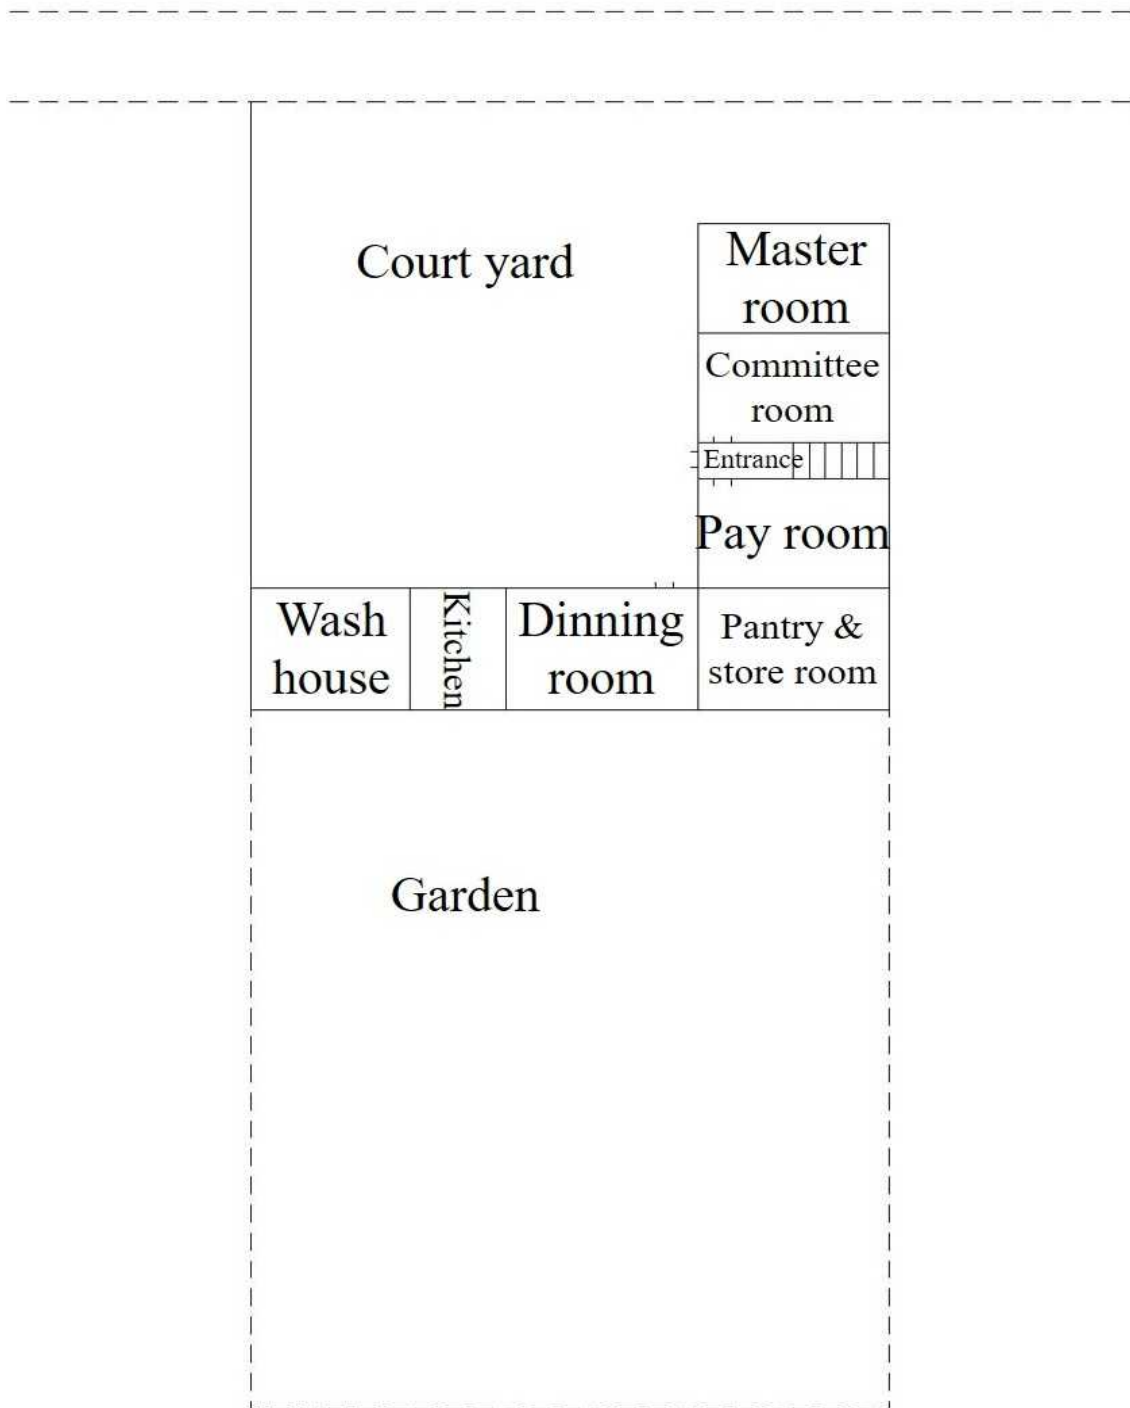 Court yard
Master
room
Committee
room
Entrance
Pay room
Wash
house
Kitchen
Dinning
room
Pantry &
store room
Garden